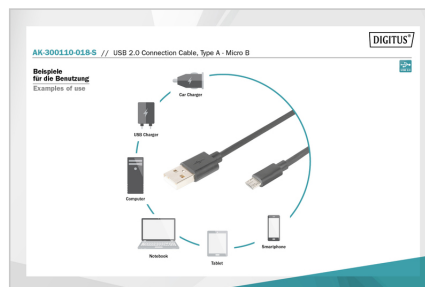 DIGITUS®
AK-300110-018-S // USB 2.0 Connection Cable, Type A - Micro B
Beispiele
für die Benutzung
Examples of use
Car Charger
USB Charger
Computer
Notebook
Tablet
Smartphone